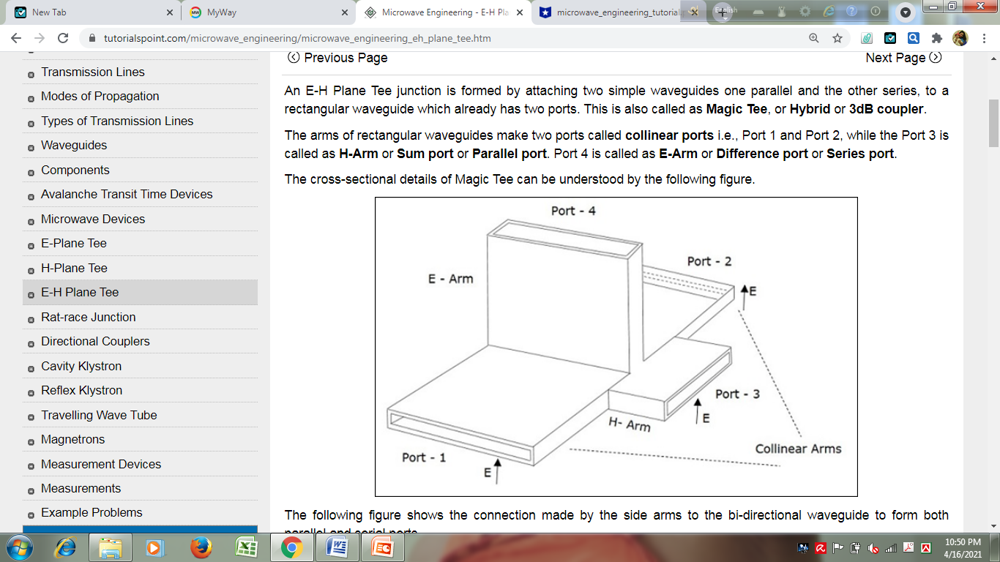 New Tab
MyWay
Microwave Engineering - E-H Pla
microwave_engineering_tutorial.
English
tutorialspoint.com/microwave_engineering/microwave_engineering_eh_plane_tee.htm
Transmission Lines
Modes of Propagation
Types of Transmission Lines
Waveguides
Components
Avalanche Transit Time Devices
Microwave Devices
E-Plane Tee
H-Plane Tee
E-H Plane Tee
Rat-race Junction
Directional Couplers
Cavity Klystron
Reflex Klystron
Travelling Wave Tube
Magnetrons
Measurement Devices
Measurements
Example Problems
Previous Page
Next Page
An E-H Plane Tee junction is formed by attaching two simple waveguides one parallel and the other series, to a
rectangular waveguide which already has two ports. This is also called as Magic Tee, or Hybrid or 3dB coupler.
The arms of rectangular waveguides make two ports called collinear ports i.e., Port 1 and Port 2, while the Port 3 is
called as H-Arm or Sum port or Parallel port. Port 4 is called as E-Arm or Difference port or Series port.
The cross-sectional details of Magic Tee can be understood by the following figure.
Port - 4
Port - 2
E - Arm
E
Port - 3
E
H- Arm
Collinear Arms
Port - 1
E
The following figure shows the connection made by the side arms to the bi-directional waveguide to form both
parallel and serial ports.
10:50 PM
4/16/2021